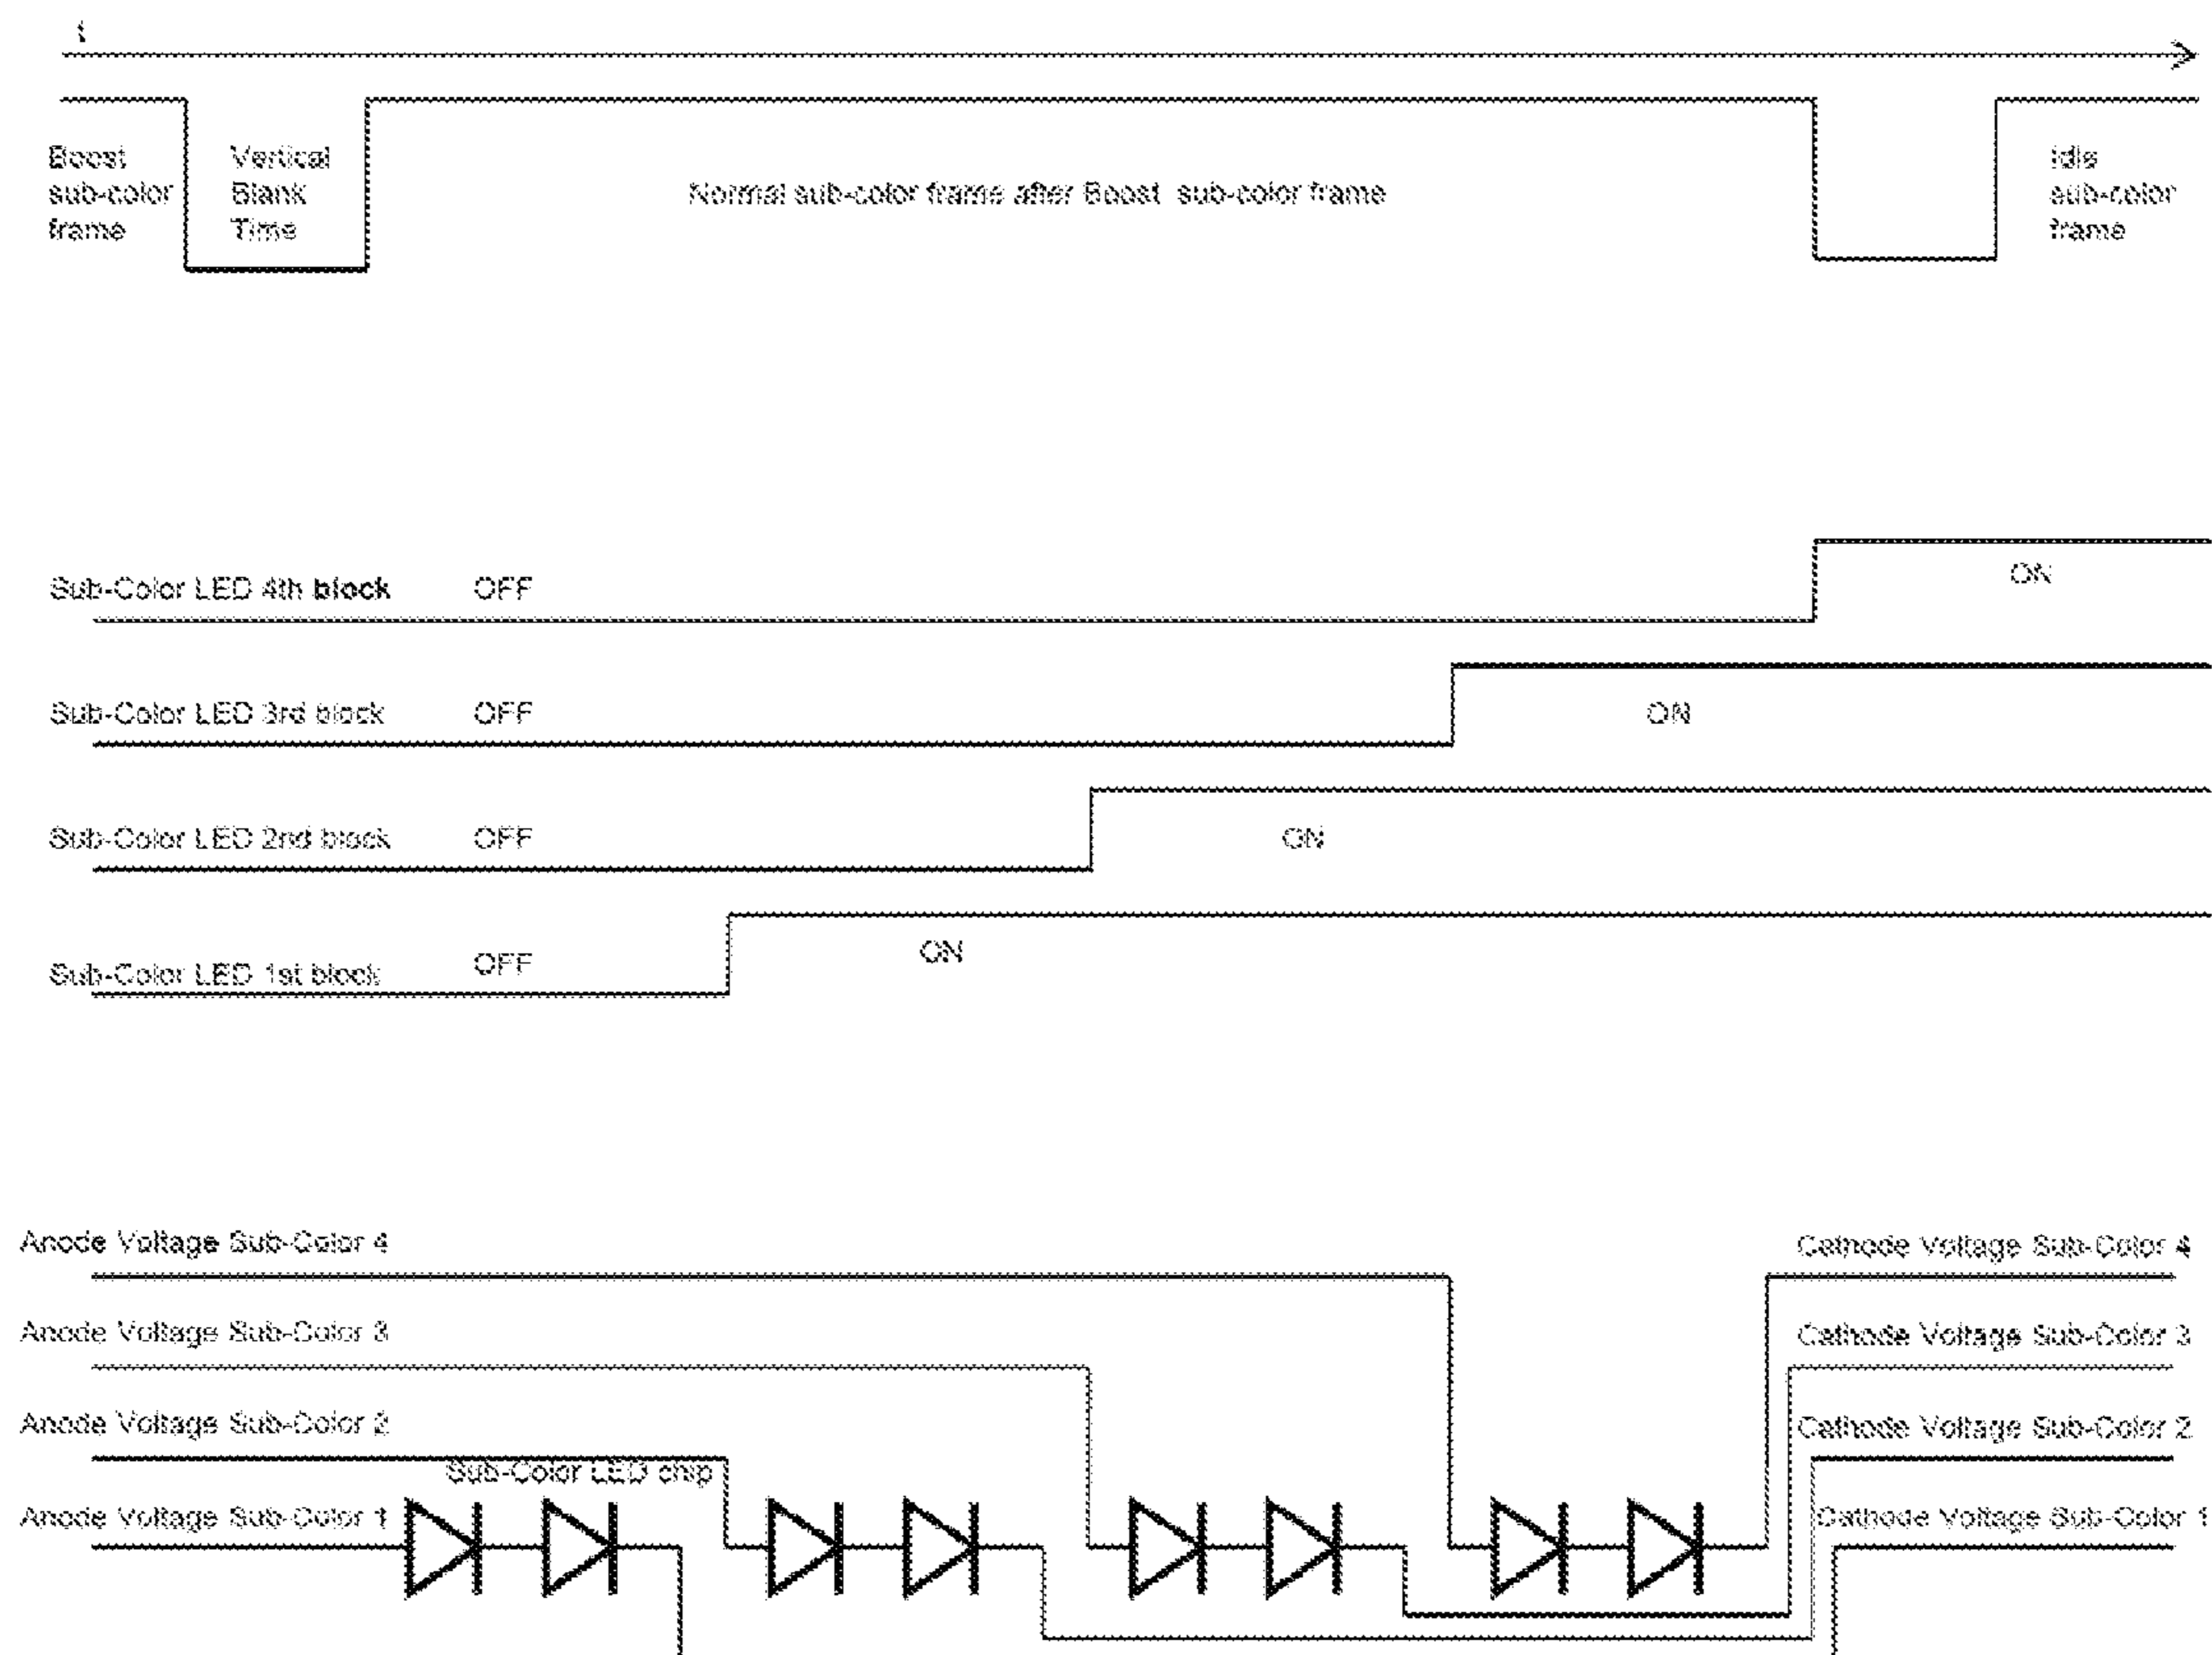 t
Boost
sub-color
frame
Vertical
Blank
Time
Normal sub-color frame after Boost sub-color frame
Idle
sub-color
frame
Sub-Color LED 4th block OFF ON
Sub-Color LED 3rd block OFF ON
Sub-Color LED 2nd block OFF ON
Sub-Color LED 1st block OFF ON
Anode Voltage Sub-Color 4
Cathode Voltage Sub-Color 4
Anode Voltage Sub-Color 3
Cathode Voltage Sub-Color 3
Anode Voltage Sub-Color 2
Cathode Voltage Sub-Color 2
Sub-Color LED chip
Anode Voltage Sub-Color 1
Cathode Voltage Sub-Color 1